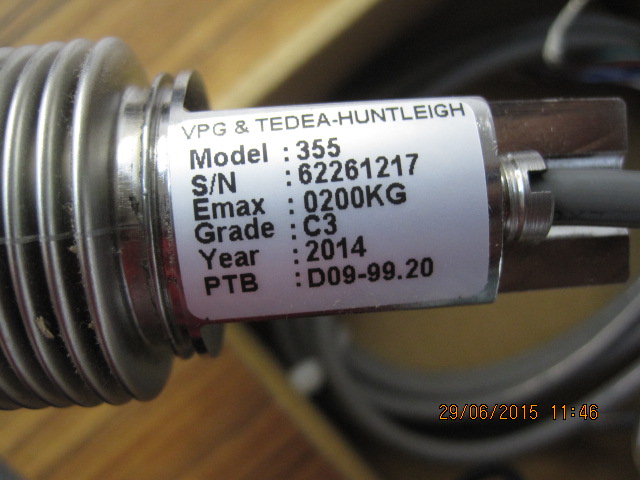 VPG & TEDEA-HUNTLEIGH
Model : 355
S/N : 62261217
Emax : 0200KG
Grade : C3
Year : 2014
PTB : D09-99.20
29/06/2015 11:46